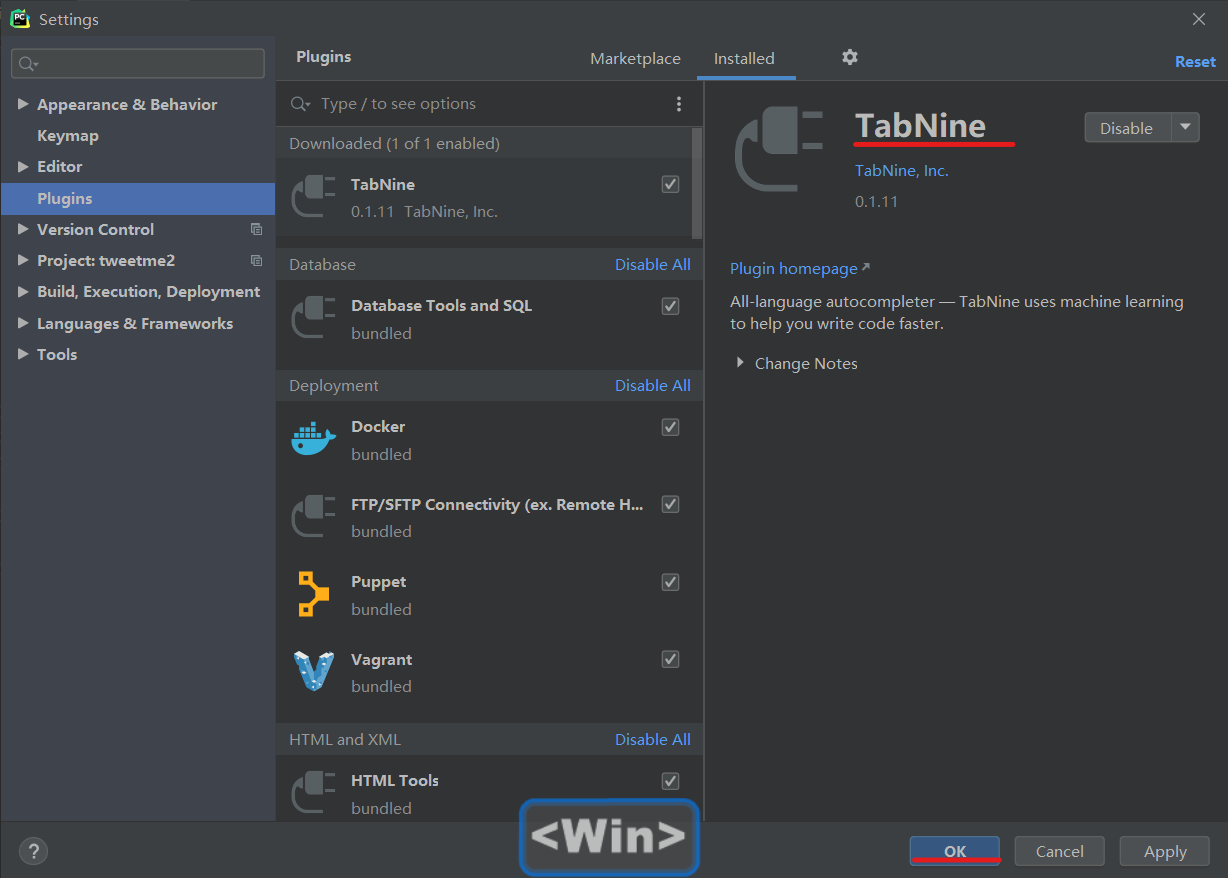 Settings
Appearance & Behavior
Keymap
Editor
Plugins
Version Control
Project: tweetme2
Build, Execution, Deployment
Languages & Frameworks
Tools
Plugins
Marketplace
Installed
Reset
Type / to see options
Downloaded (1 of 1 enabled)
TabNine
0.1.11 TabNine, Inc.
Database
Disable All
Database Tools and SQL
bundled
Deployment
Disable All
Docker
bundled
FTP/SFTP Connectivity (ex. Remote H...
bundled
Puppet
bundled
Vagrant
bundled
HTML and XML
Disable All
HTML Tools
bundled
TabNine
Disable
TabNine, Inc.
0.1.11
Plugin homepage
All-language autocompleter — TabNine uses machine learning
to help you write code faster.
Change Notes
<Win>
?
OK
Cancel
Apply
PC